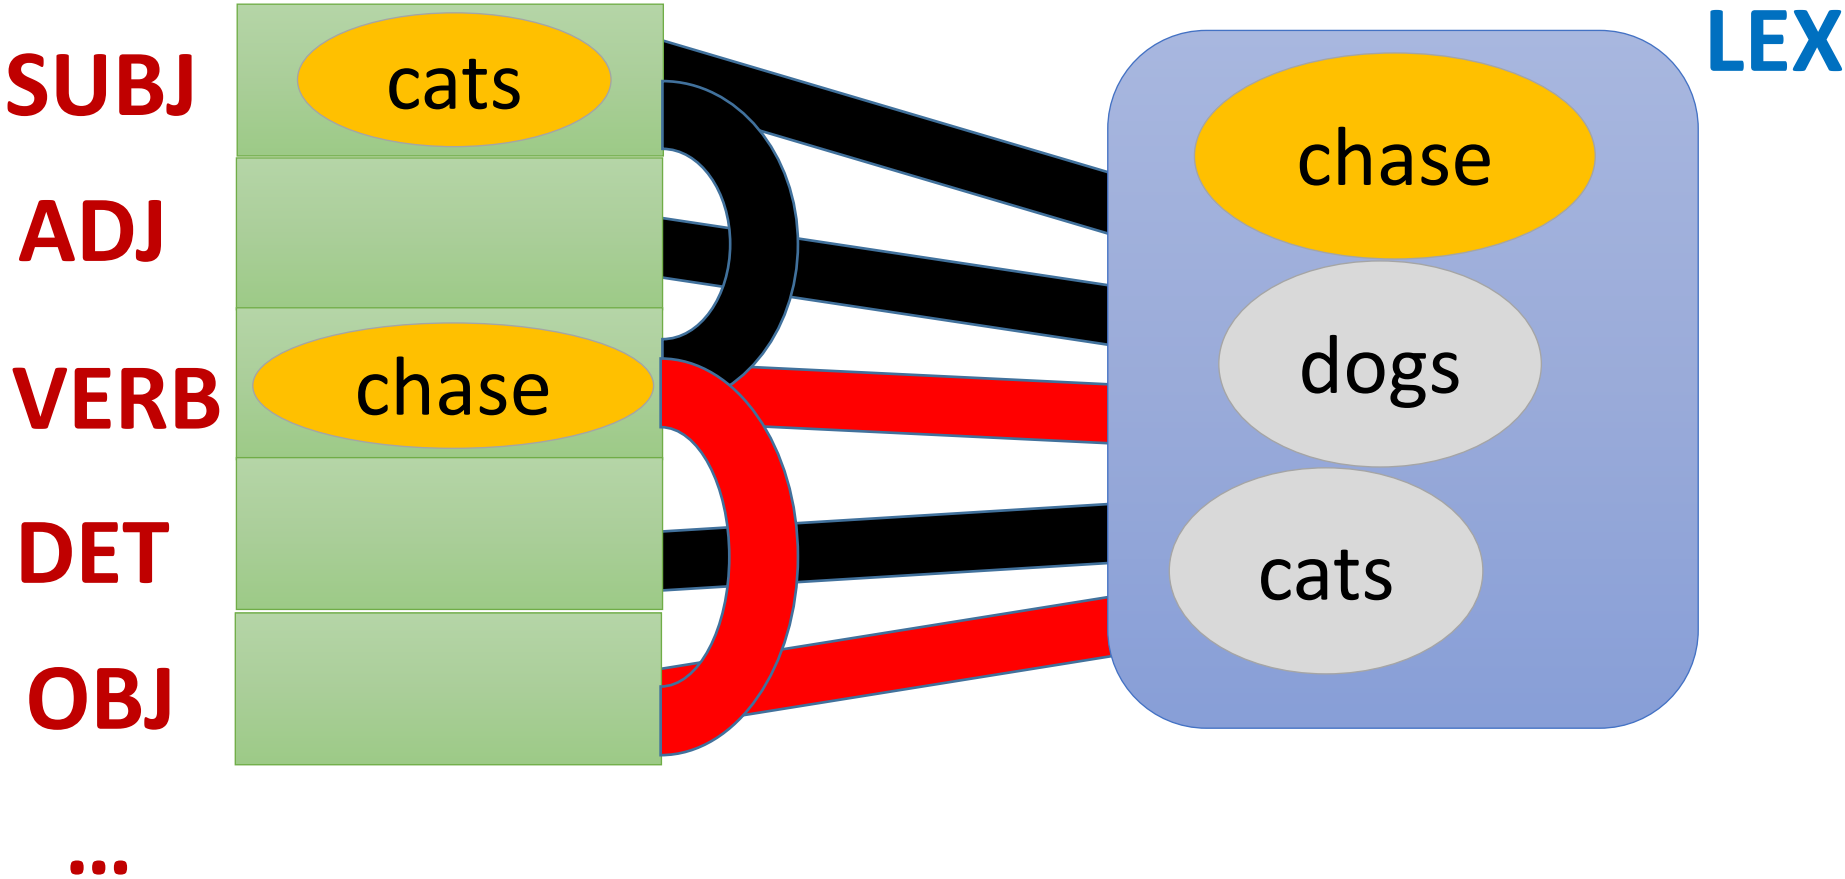 LEX
SUBJ cats
chase
ADJ
dogs
VERB chase
DET
cats
OBJ
...